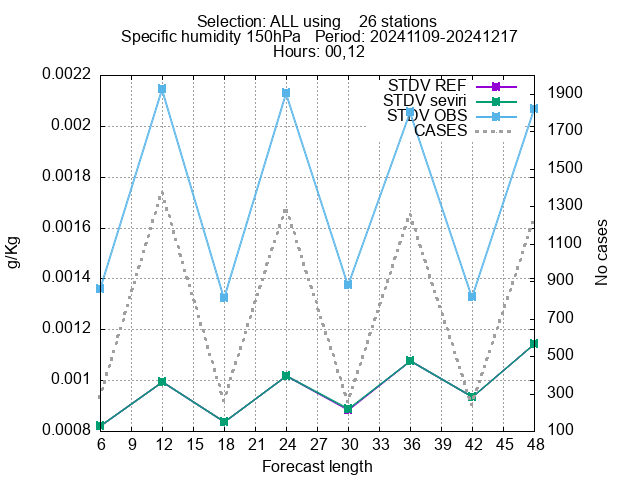 Selection: ALL using    26 stations
Specific humidity 150hPa   Period: 20241109-20241217
Hours: 00,12
STDV REF
STDV seviri
STDV OBS
CASES
0.0022
0.002
0.0018
0.0016
0.0014
0.0012
0.001
0.0008
g/Kg
1900
1700
1500
1300
1100
900
700
500
300
100
No cases
6 9 12 15 18 21 24 27 30 33 36 39 42 45 48
Forecast length